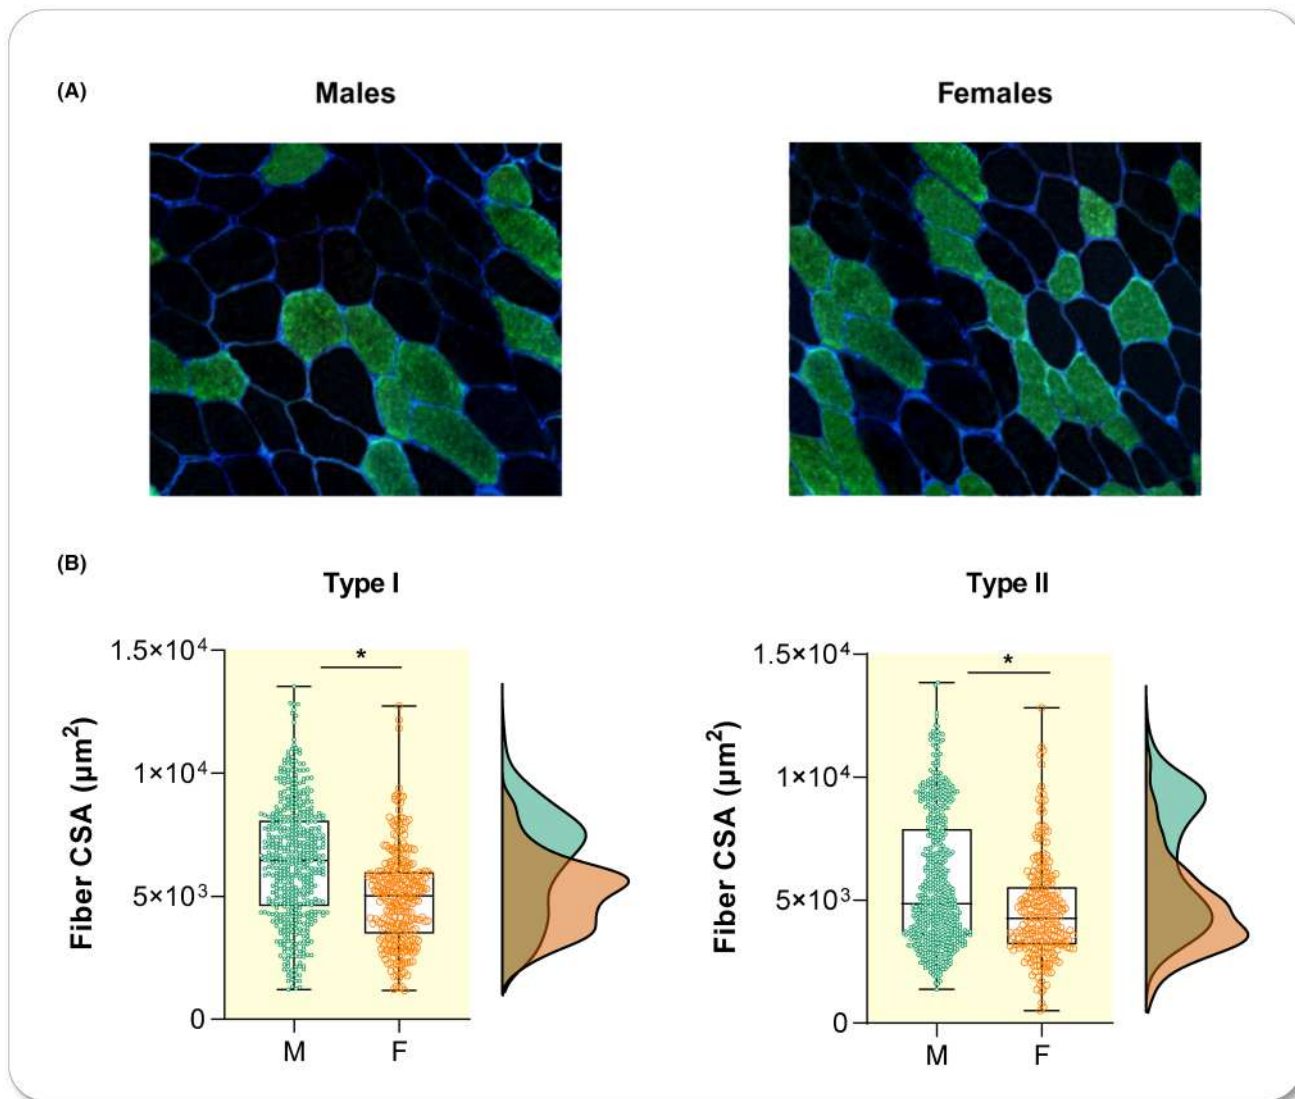 (A)
Males
Females
(B)
Type I
Fiber CSA (µm²)
1.5×10⁴
1×10⁴
5×10³
0
*
M
F
Type II
Fiber CSA (µm²)
1.5×10⁴
1×10⁴
5×10³
0
*
M
F